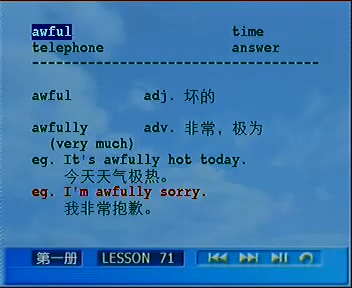 awful time
telephone answer
awful adj. 坏的
awfully adv. 非常，极为
(very much)
eg. It's awfully hot today.
今天天气极热。
eg. I'm awfully sorry.
我非常抱歉。
第一册 LESSON 71